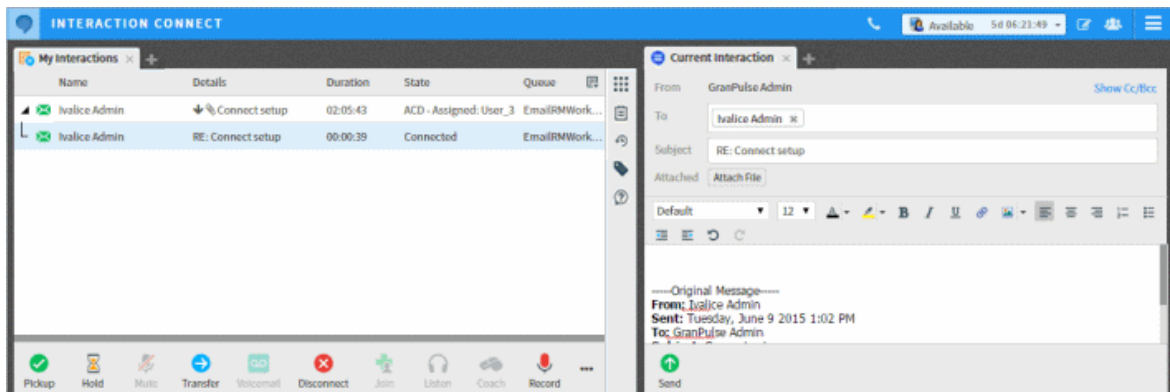 INTERACTION CONNECT
Available 5d 06:21:49
My Interactions
Name Details Duration State Queue
Ivalice Admin Connect setup 02:05:43 ACD - Assigned: User_3 EmailRMWork...
Ivalice Admin RE: Connect setup 00:00:39 Connected EmailRMWork...
Pickup Hold Mute Transfer Voicemail Disconnect Join Listen Coach Record
Current Interaction
From GranPulse Admin Show Cc/Bcc
To Ivalice Admin
Subject RE: Connect setup
Attached Attach File
Default 12 A B I U
-----Original Message-----
From: Ivalice Admin
Sent: Tuesday, June 9 2015 1:02 PM
To: GranPulse Admin
Send